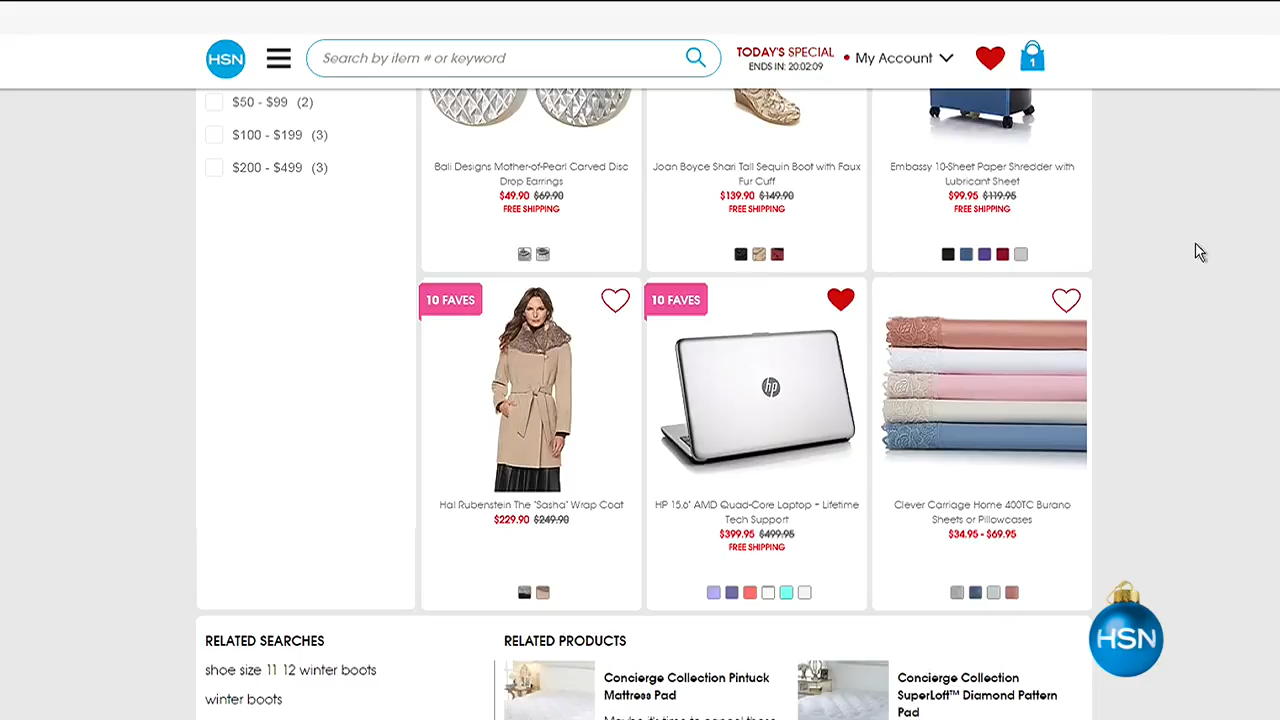 HSN
Search by item # or keyword
TODAY'S SPECIAL
ENDS IN: 20:02:09
My Account
1
$50 - $99 (2)
$100 - $199 (3)
$200 - $499 (3)
Bali Designs Mother-of-Pearl Carved Disc
Drop Earrings
$49.90 $69.90
FREE SHIPPING
Joan Boyce Shari Tall Sequin Boot with Faux
Fur Cuff
$139.90 $149.90
FREE SHIPPING
Embassy 10-Sheet Paper Shredder with
Lubricant Sheet
$99.95 $119.95
FREE SHIPPING
10 FAVES
Hal Rubenstein The "Sasha" Wrap Coat
$229.90 $249.90
10 FAVES
hp
HP 15.6" AMD Quad-Core Laptop - Lifetime
Tech Support
$399.95 $499.95
FREE SHIPPING
Clever Carriage Home 400TC Burano
Sheets or Pillowcases
$34.95 - $69.95
HSN
RELATED SEARCHES
shoe size 11 12 winter boots
winter boots
RELATED PRODUCTS
Concierge Collection Pintuck
Mattress Pad
Concierge Collection
SuperLoft™ Diamond Pattern
Pad